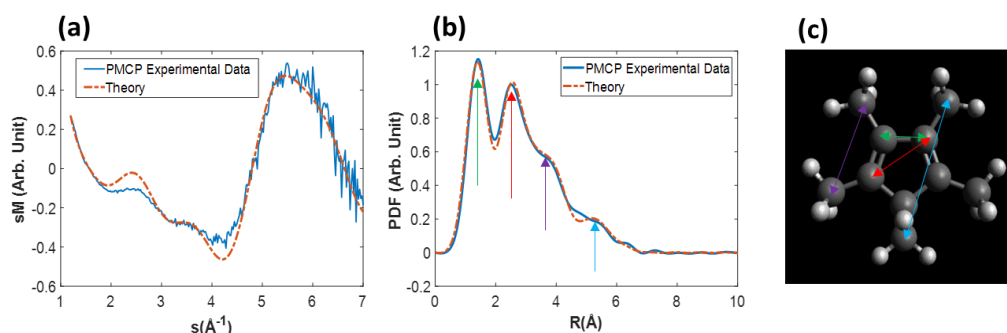 (a)
0.6
0.4
0.2
0
-0.2
-0.4
-0.6
sM (Arb. Unit)
PMCP Experimental Data
Theory
1 2 3 4 5 6 7
s(Å⁻¹)
(b)
1.2
1
0.8
0.6
0.4
0.2
0
-0.2
PDF (Arb. Unit)
PMCP Experimental Data
Theory
0 2 4 6 8 10
R(Å)
(c)